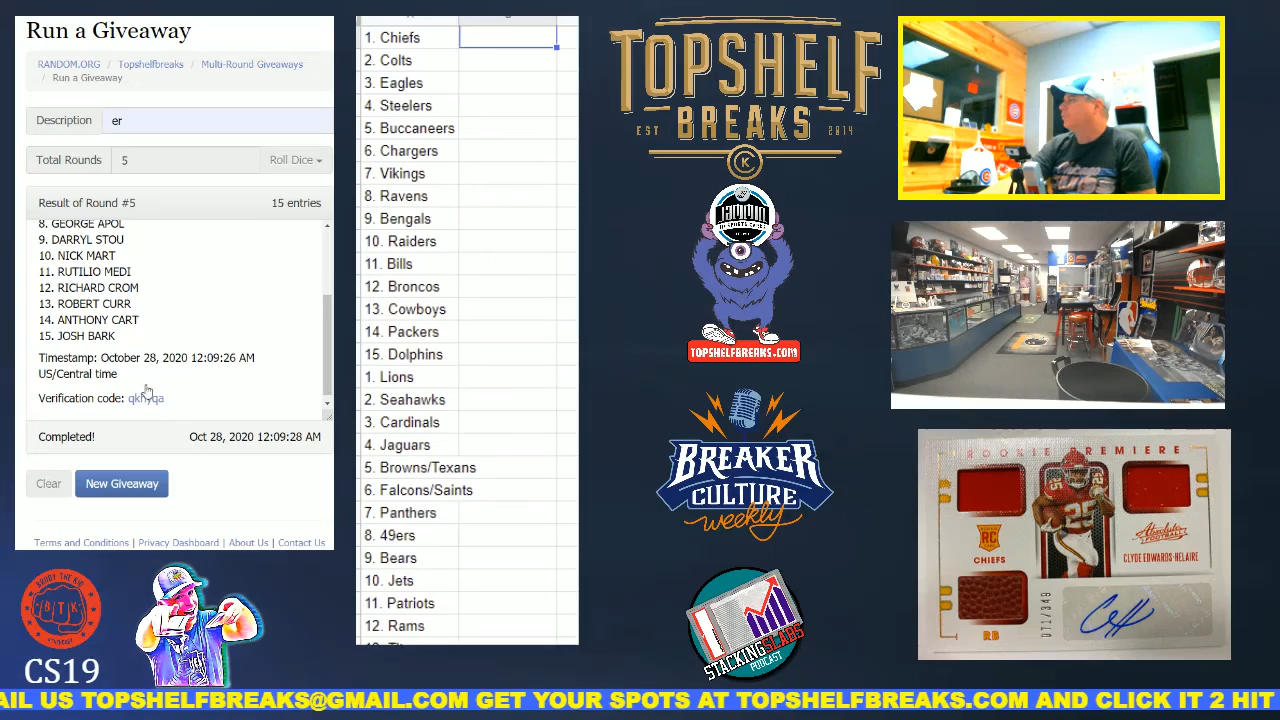 Run a Giveaway
RANDOM.ORG / Topshelfbreaks / Multi-Round Giveaways
/ Run a Giveaway
Description er
Total Rounds 5 Roll Dice
Result of Round #5 15 entries
8. GEORGE APOL
9. DARRYL STOU
10. NICK MART
11. RUTILIO MEDI
12. RICHARD CROM
13. ROBERT CURR
14. ANTHONY CART
15. JOSH BARK
Timestamp: October 28, 2020 12:09:26 AM
US/Central time
Verification code:
Completed! Oct 28, 2020 12:09:28 AM
Clear New Giveaway
Terms and Conditions | Privacy Dashboard | About Us | Contact Us
BTK
CS19
1. Chiefs
2. Colts
3. Eagles
4. Steelers
5. Buccaneers
6. Chargers
7. Vikings
8. Ravens
9. Bengals
10. Raiders
11. Bills
12. Broncos
13. Cowboys
14. Packers
15. Dolphins
1. Lions
2. Seahawks
3. Cardinals
4. Jaguars
5. Browns/Texans
6. Falcons/Saints
7. Panthers
8. 49ers
9. Bears
10. Jets
11. Patriots
12. Rams
TOPSHELF
EST BREAKS 2014
CK
TOPSHELFBREAKS.COM
BREAKER
CULTURE
weekly
STACKING SLABS
PODCAST
ROOKIE PREMIERE
25
RC
CHIEFS
Absolute
FOOTBALL
CLYDE EDWARDS-HELAIRE
RB
071/349
AIL US TOPSHELFBREAKS@GMAIL.COM GET YOUR SPOTS AT TOPSHELFBREAKS.COM AND CLICK IT 2 HIT